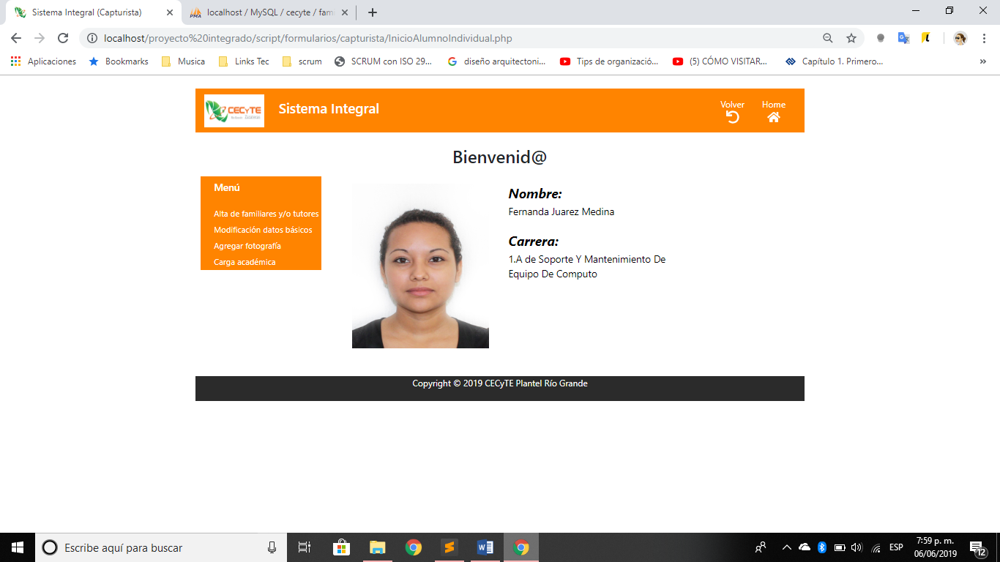 Sistema Integral (Capturista)
localhost / MySQL / cecyte / fami
localhost/proyecto%20integrado/script/formularios/capturista/InicioAlumnoIndividual.php
Aplicaciones
Bookmarks
Musica
Links Tec
scrum
SCRUM con ISO 29...
diseño arquitectoni...
Tips de organizació...
(5) CÓMO VISITAR...
Capítulo 1. Primero...
»
CECyTE
Sistema Integral
Volver
Home
Bienvenid@
Menú
Alta de familiares y/o tutores
Modificación datos básicos
Agregar fotografía
Carga académica
Nombre:
Fernanda Juarez Medina
Carrera:
1.A de Soporte Y Mantenimiento De
Equipo De Computo
Copyright © 2019 CECyTE Plantel Río Grande
Escribe aquí para buscar
ESP
7:59 p. m.
06/06/2019
12